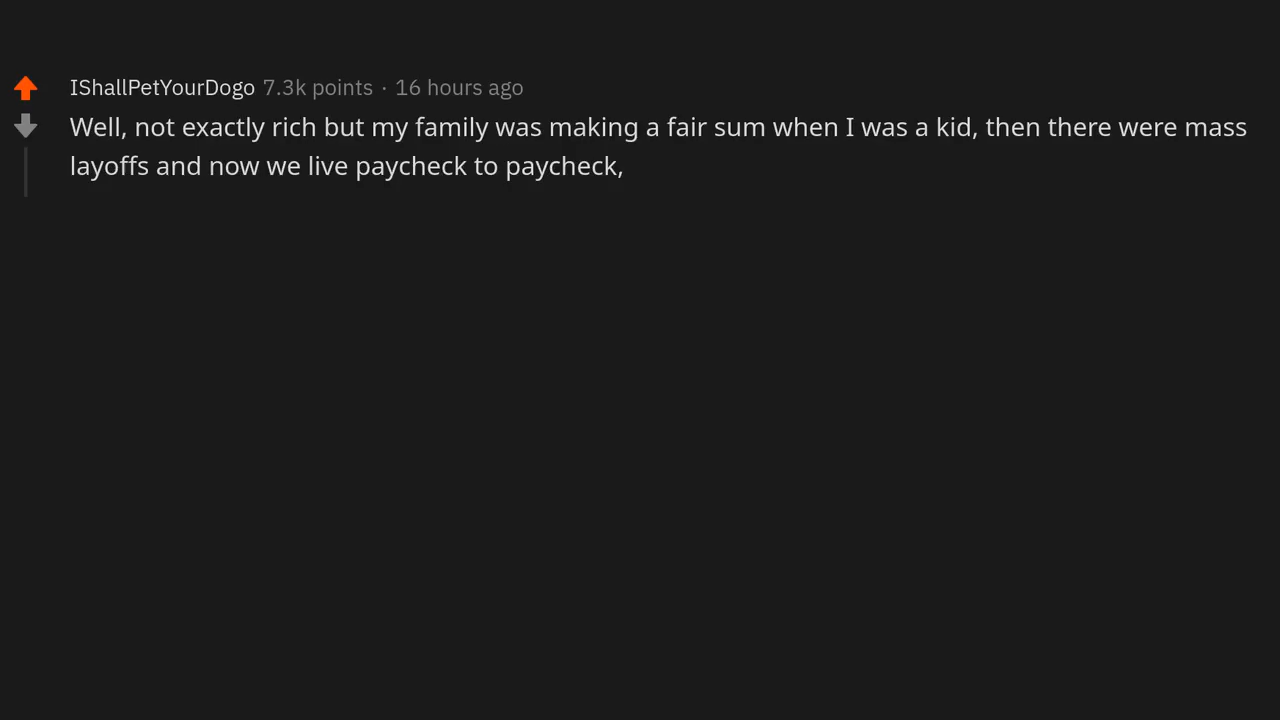 IShallPetYourDogo 7.3k points · 16 hours ago
Well, not exactly rich but my family was making a fair sum when I was a kid, then there were mass
layoffs and now we live paycheck to paycheck,